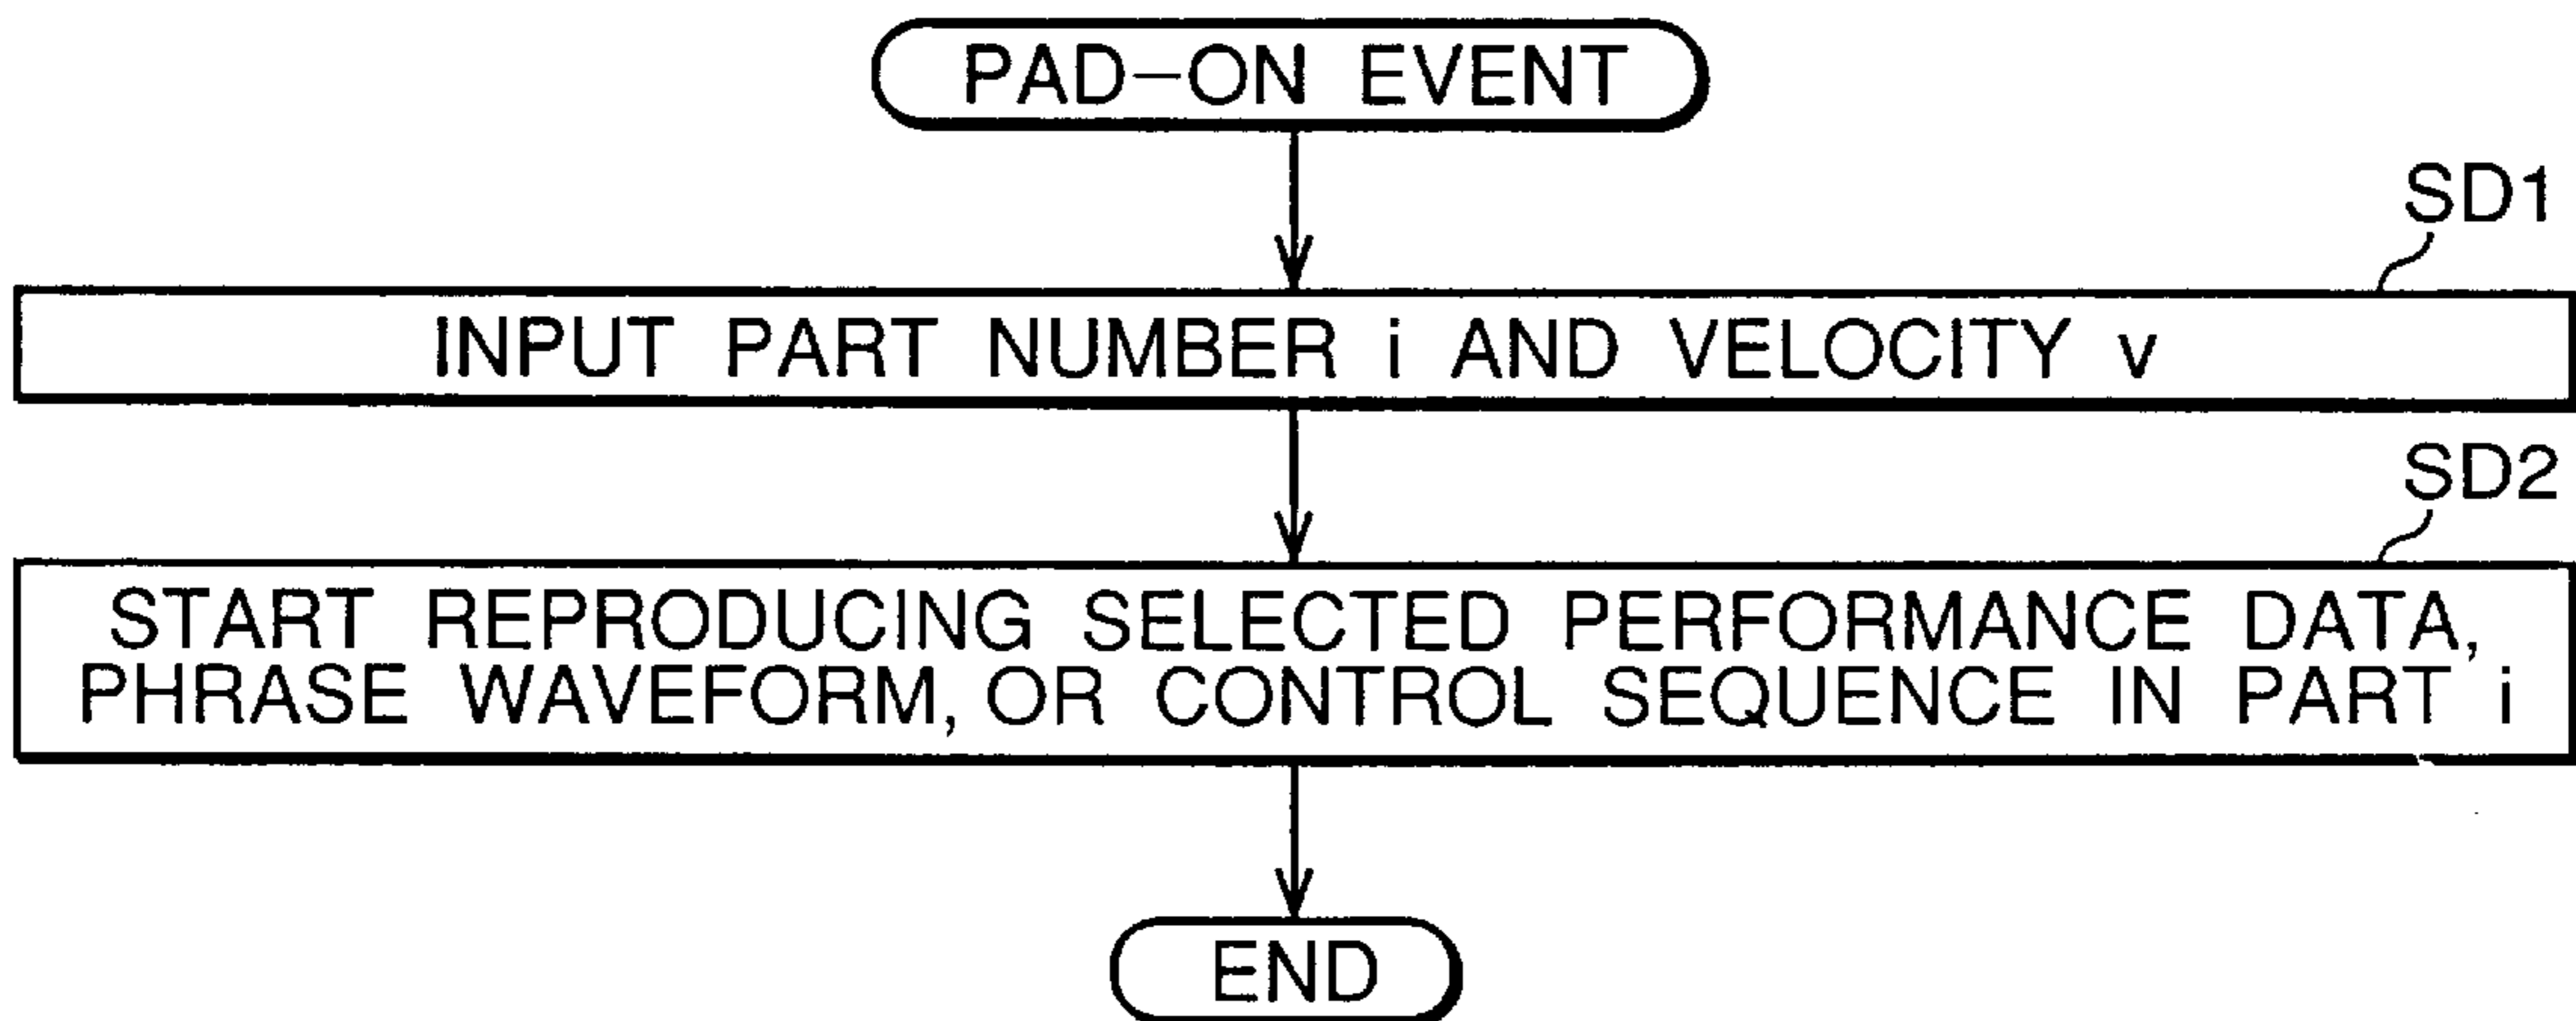 PAD-ON EVENT
SD1
INPUT PART NUMBER i AND VELOCITY v
SD2
START REPRODUCING SELECTED PERFORMANCE DATA,
PHRASE WAVEFORM, OR CONTROL SEQUENCE IN PART i
END